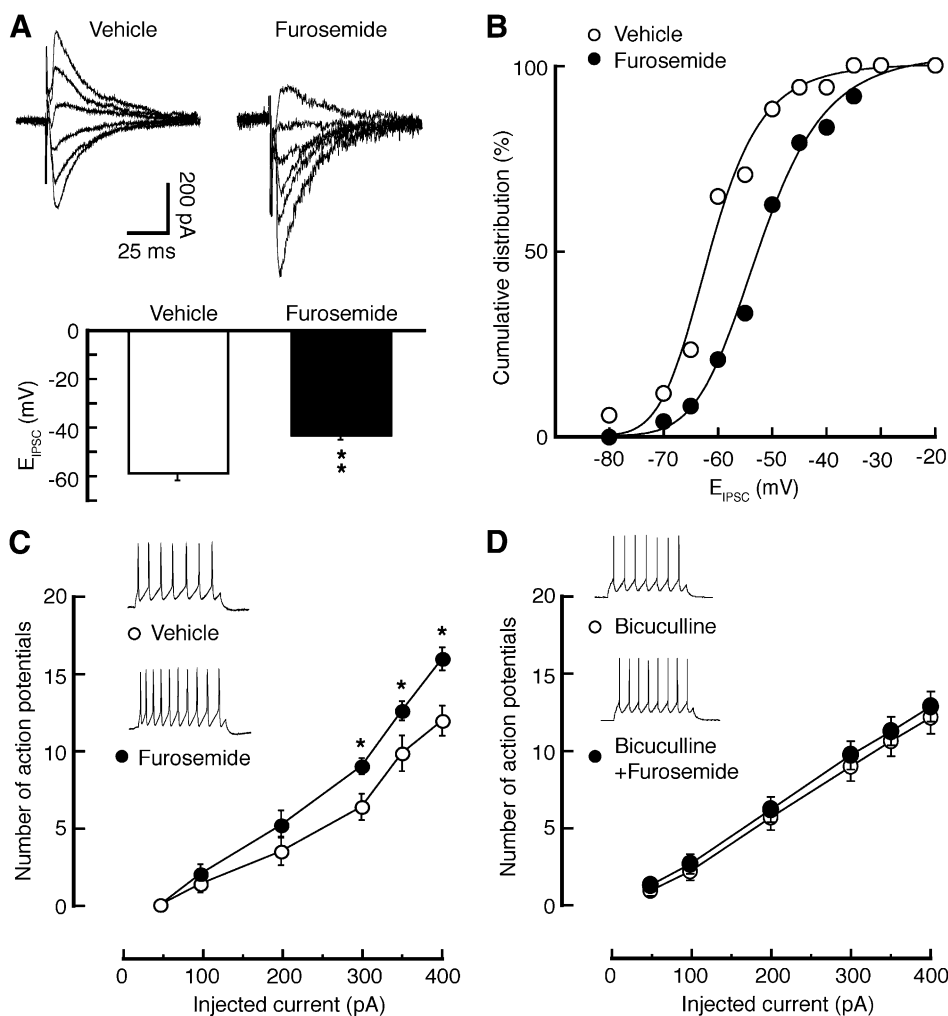 A
Vehicle
Furosemide
200 pA
25 ms
Vehicle
Furosemide
0
-20
-40
-60
E_IPSC (mV)
**
B
Vehicle
Furosemide
100
50
0
Cumulative distribution (%)
-80 -70 -60 -50 -40 -30 -20
E_IPSC (mV)
C
Vehicle
Furosemide
20
15
10
5
0
Number of action potentials
* * *
0 100 200 300 400
Injected current (pA)
D
Bicuculline
Bicuculline
+Furosemide
20
15
10
5
0
Number of action potentials
0 100 200 300 400
Injected current (pA)